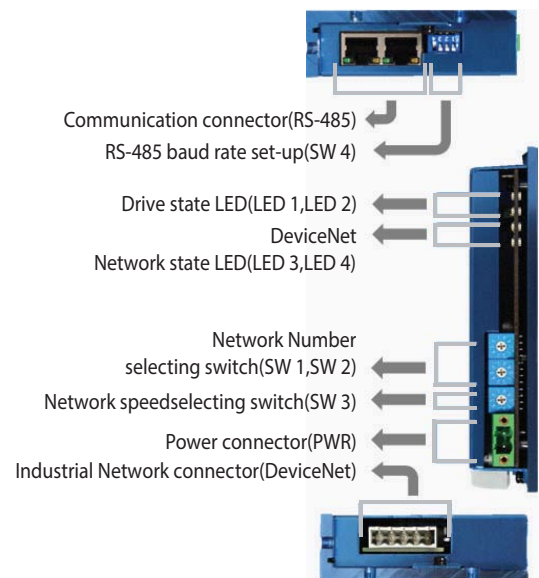 Communication connector(RS-485)
RS-485 baud rate set-up(SW 4)
Drive state LED(LED 1,LED 2)
DeviceNet
Network state LED(LED 3,LED 4)
Network Number
selecting switch(SW 1,SW 2)
Network speedselecting switch(SW 3)
Power connector(PWR)
Industrial Network connector(DeviceNet)